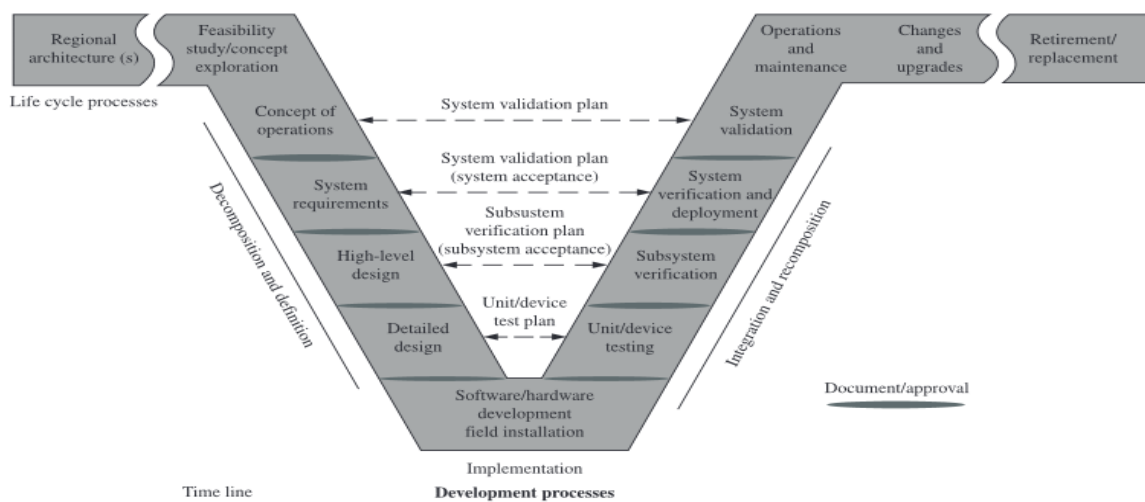 Regional
architecture (s)
Feasibility
study/concept
exploration
Operations
and
maintenance
Changes
and
upgrades
Retirement/
replacement
Life cycle processes
Concept of
operations
System validation plan
System
validation
System
requirements
System validation plan
(system acceptance)
System
verification and
deployment
High-level
design
Subsustem
verification plan
(subsystem acceptance)
Subsystem
verification
Detailed
design
Unit/device
test plan
Unit/device
testing
Decomposition and definition
Integration and recomposition
Software/hardware
development
field installation
Document/approval
Implementation
Time line
Development processes